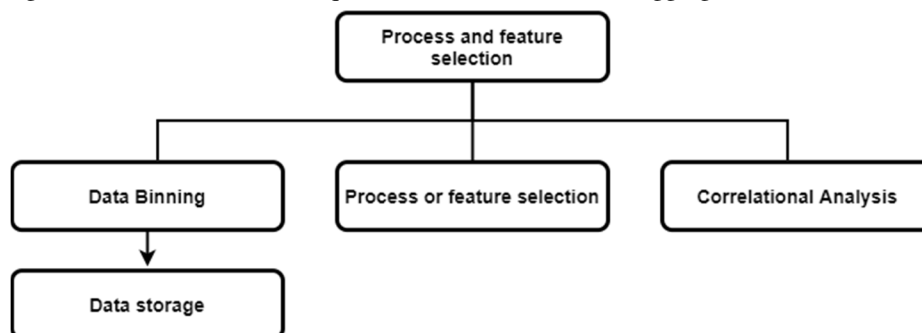 Process and feature
selection
Data Binning
Process or feature selection
Correlational Analysis
Data storage